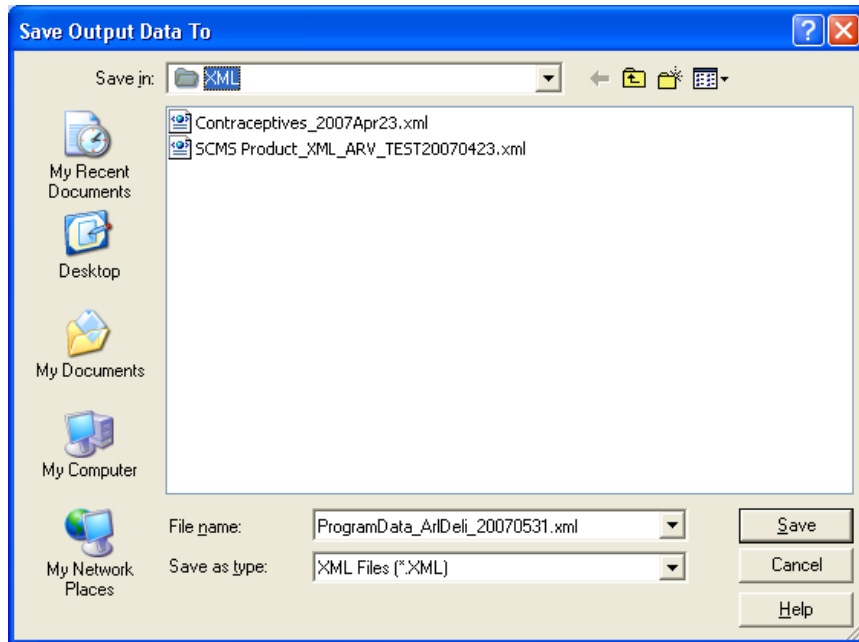 Save Output Data To
Save in:
XML
Contraceptives_2007Apr23.xml
SCMS Product_XML_ARV_TEST20070423.xml
My Recent
Documents
Desktop
My Documents
My Computer
My Network
Places
File name:
ProgramData_ArlDeli_20070531.xml
Save
Save as type:
XML Files (*.XML)
Cancel
Help